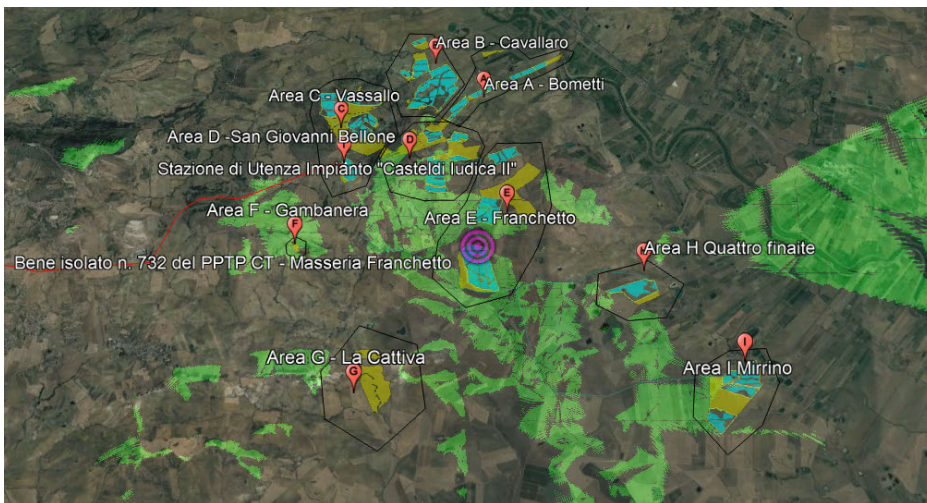 Area B - Cavallaro
A
Area A - Bometti
Area C - Vassallo
C
Area D -San Giovanni Bellone
D
Stazione di Utenza Impianto "Casteldi Iudica II"
E
Area F - Gambanera
Area E - Franchetto
F
Area H Quattro finaite
H
Bene isolato n. 732 del PPTP CT - Masseria Franchetto
I
Area G - La Cattiva
Area I Mirrino
G